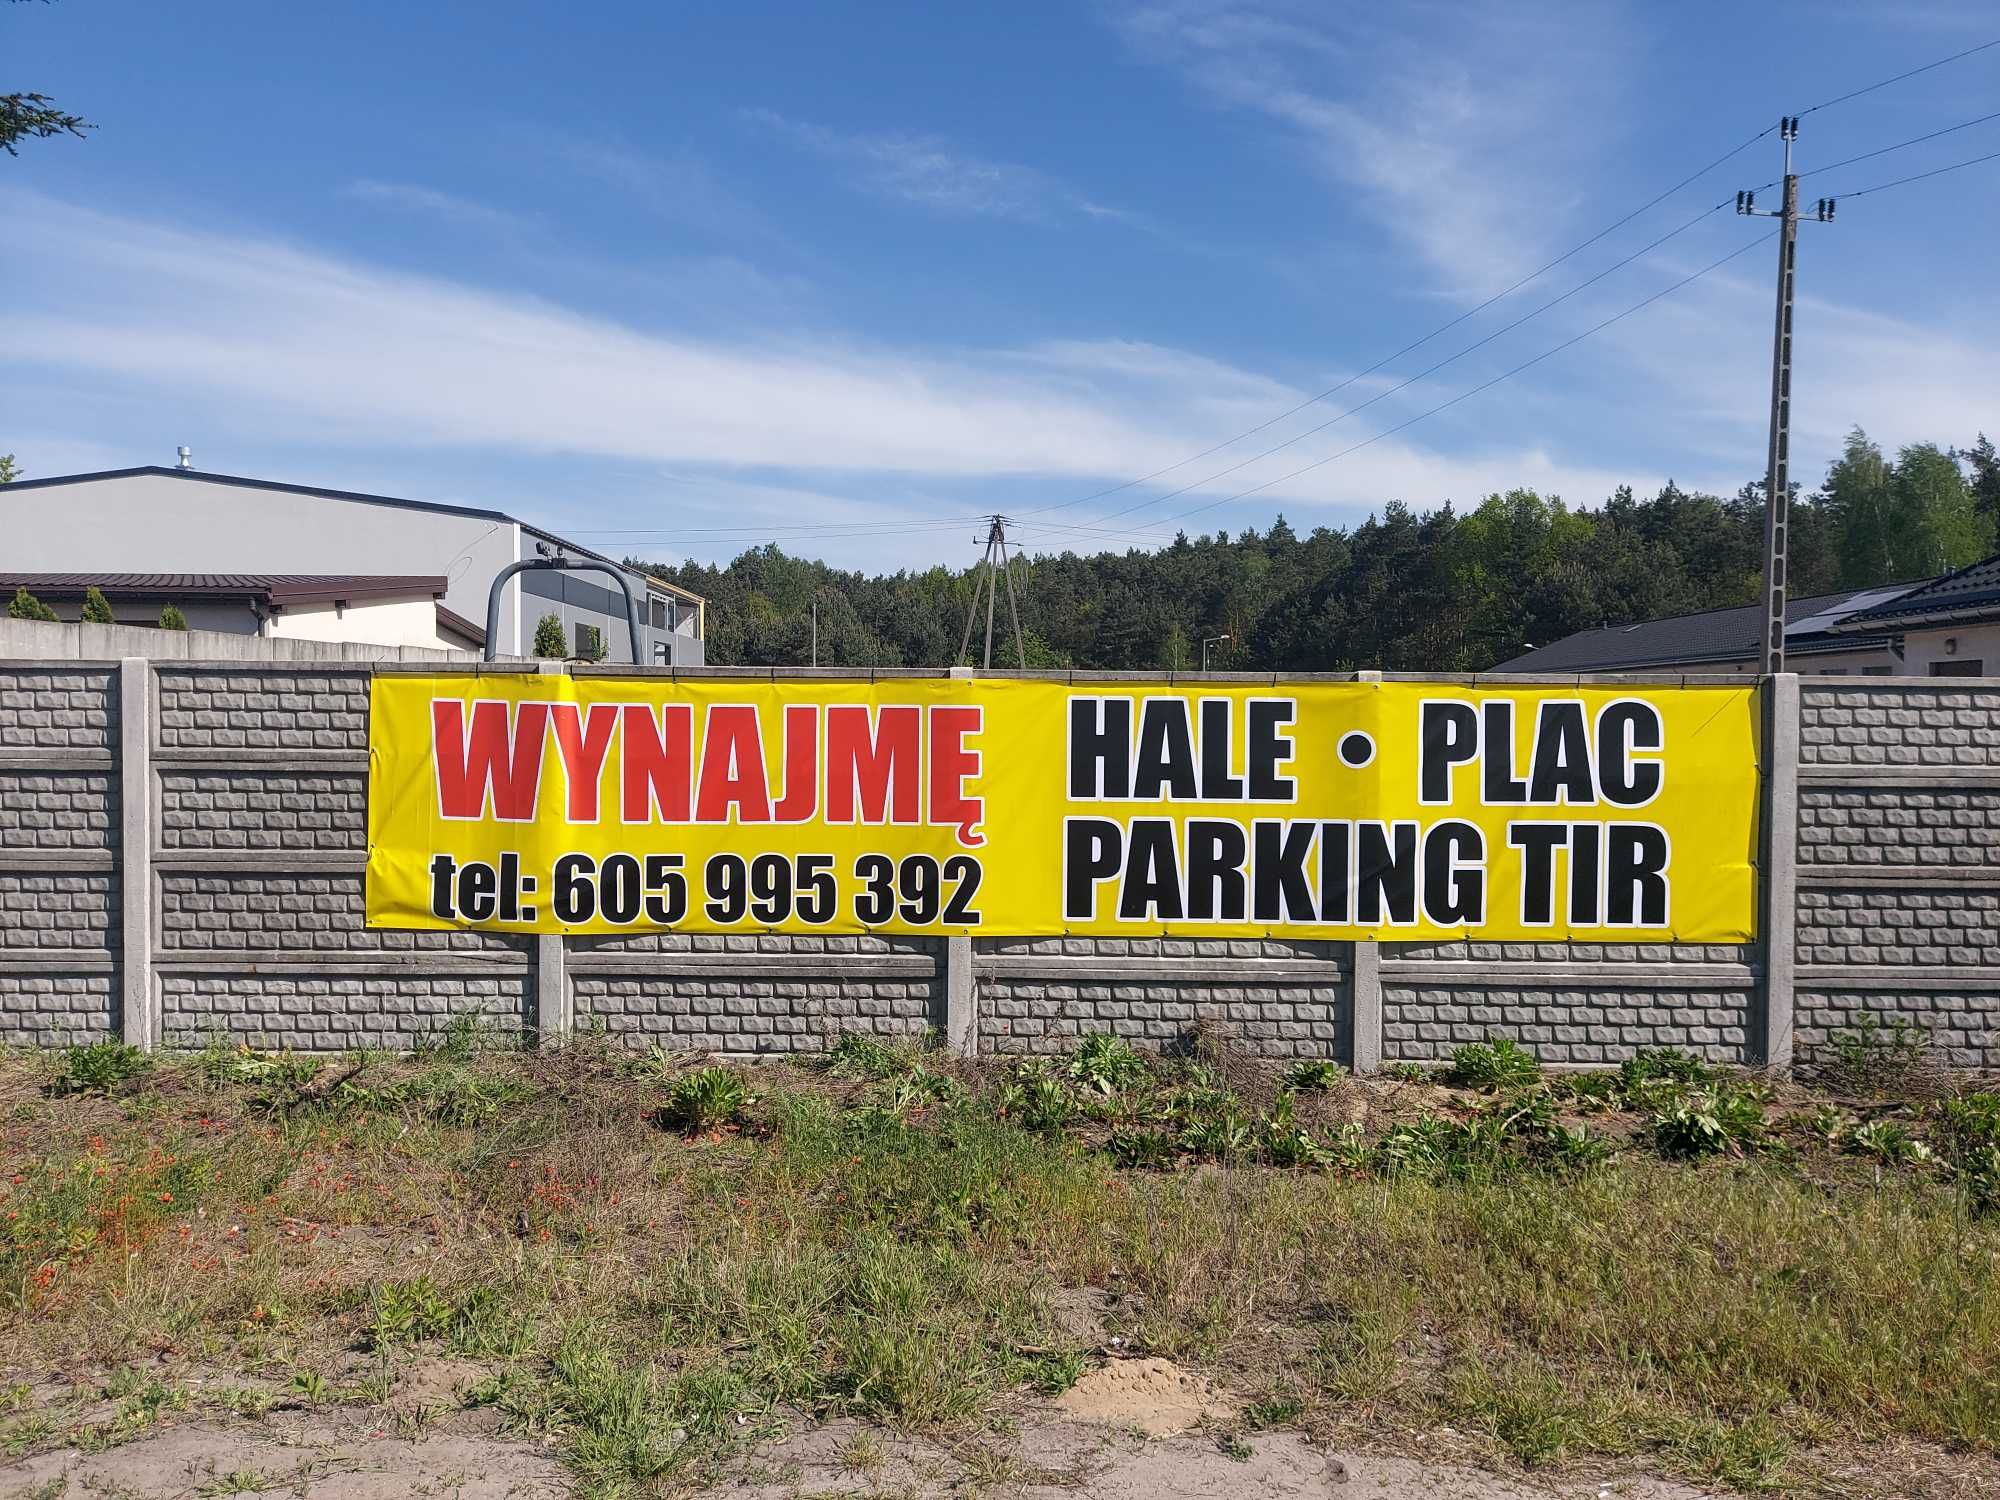 WYNAJMĘ
tel: 605 995 392
HALE • PLAC
PARKING TIR